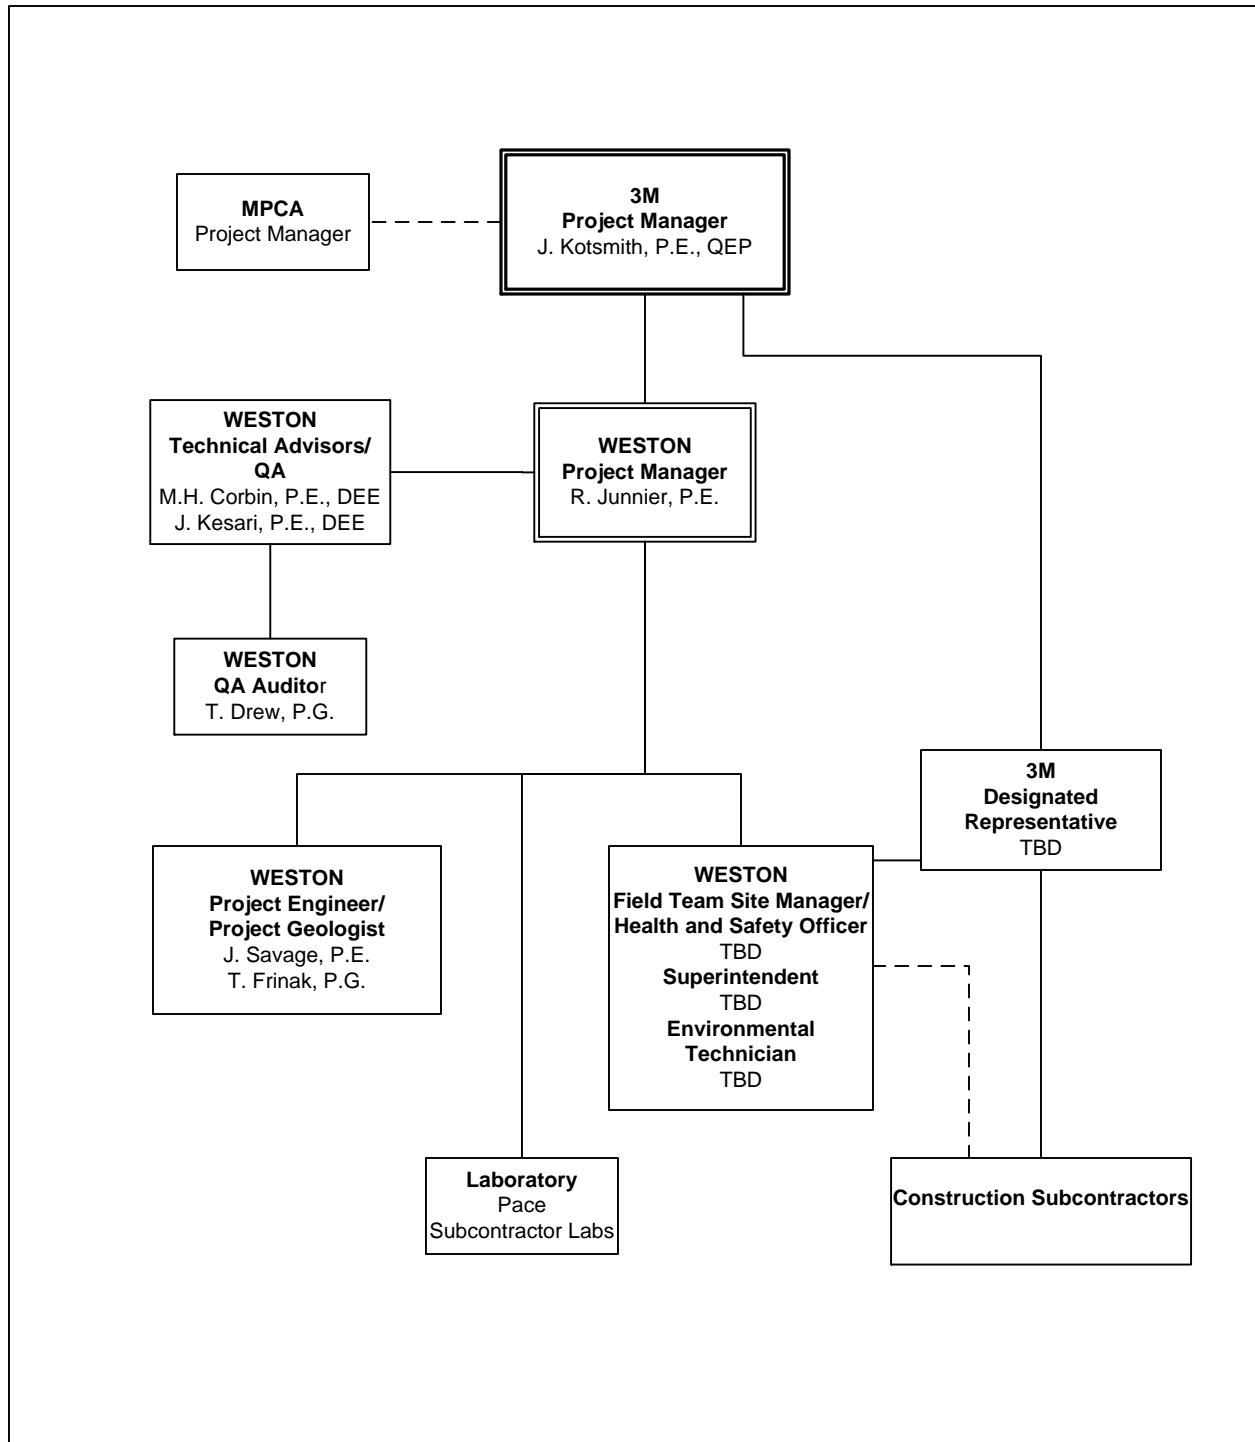 MPCA
Project Manager
3M
Project Manager
J. Kotsmith, P.E., QEP
WESTON
Technical Advisors/
QA
M.H. Corbin, P.E., DEE
J. Kesari, P.E., DEE
WESTON
Project Manager
R. Junnier, P.E.
WESTON
QA Auditor
T. Drew, P.G.
3M
Designated
Representative
TBD
WESTON
Project Engineer/
Project Geologist
J. Savage, P.E.
T. Frinak, P.G.
WESTON
Field Team Site Manager/
Health and Safety Officer
TBD
Superintendent
TBD
Environmental
Technician
TBD
Laboratory
Pace
Subcontractor Labs
Construction Subcontractors